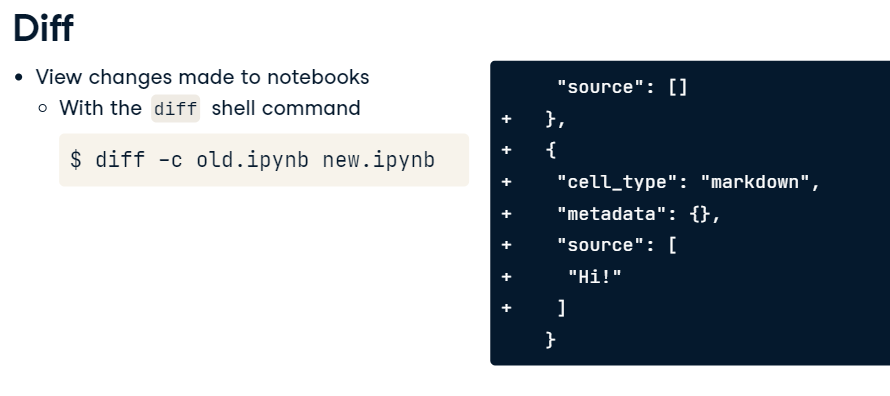 Diff
• View changes made to notebooks
○ With the diff shell command
$ diff -c old.ipynb new.ipynb
     "source": []
+   },
+   {
+    "cell_type": "markdown",
+    "metadata": {},
+    "source": [
+     "Hi!"
+    ]
    }